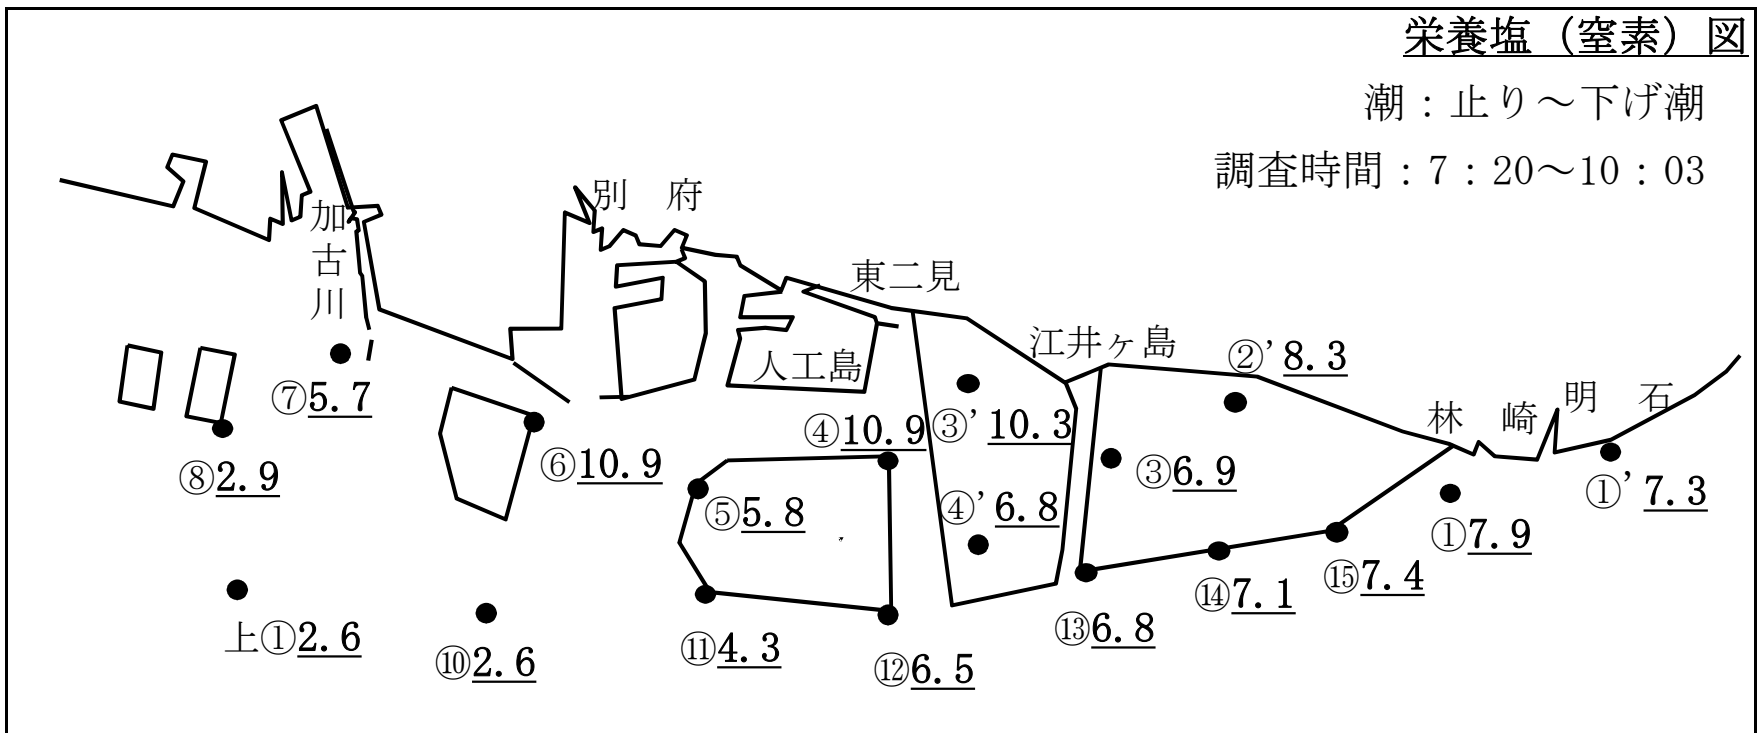 栄養塩（窒素）図
潮：止り～下げ潮
調査時間：7：20～10：03
別 府
加古川
東二見
江井ヶ島
②' 8.3
人工島
林 崎
明 石
⑦5.7
④10.9
③' 10.3
⑧2.9
⑥10.9
③6.9
①' 7.3
⑤5.8
④' 6.8
①7.9
⑮7.4
⑭7.1
上①2.6
⑩2.6
⑪4.3
⑫6.5
⑬6.8